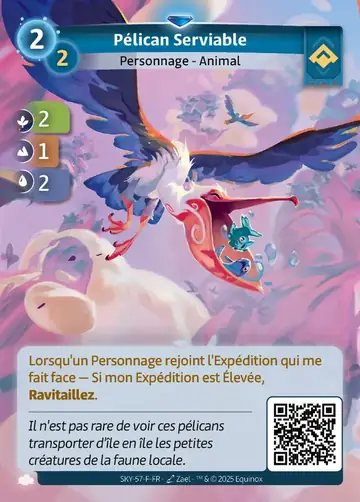 2
Pélican Serviable
2
Personnage - Animal
2
1
2
Lorsqu'un Personnage rejoint l'Expédition qui me
fait face — Si mon Expédition est Élevée,
Ravitaillez.
Il n'est pas rare de voir ces pélicans
transporter d'île en île les petites
créatures de la faune locale.
SKY-57-F-FR - Zael - ™ & © 2025 Equinox